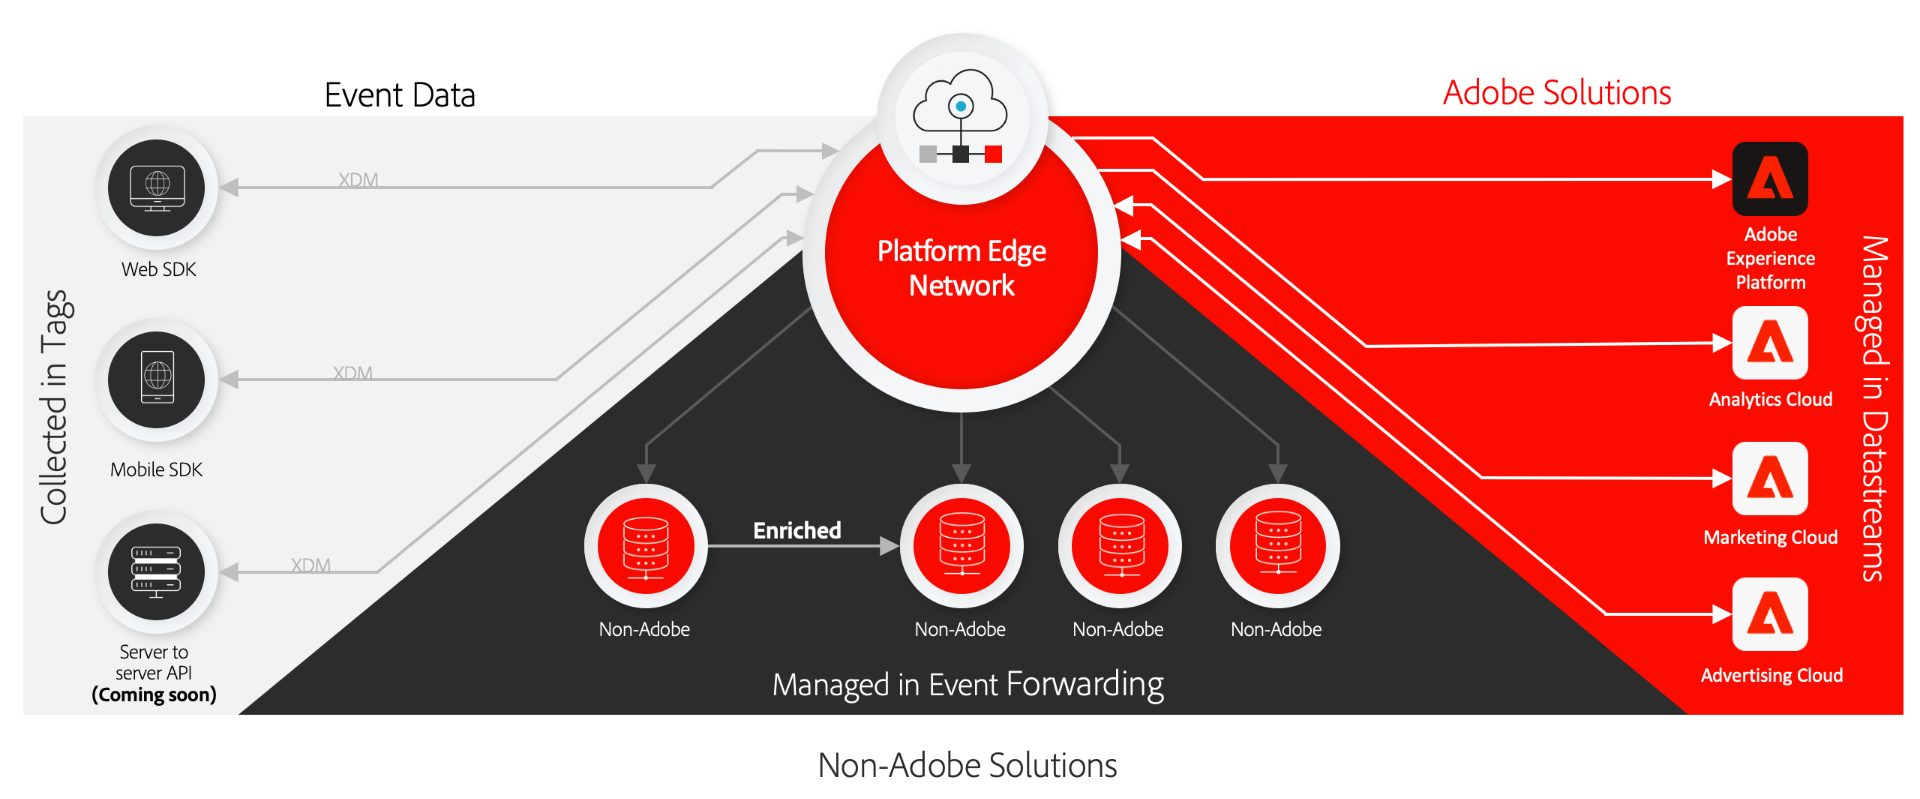 Event Data
Adobe Solutions
Collected in Tags
XDM
Web SDK
XDM
Mobile SDK
XDM
Server to
server API
(Coming soon)
Platform Edge
Network
Enriched
Non-Adobe
Non-Adobe
Non-Adobe
Non-Adobe
Managed in Event Forwarding
Adobe
Experience
Platform
Analytics Cloud
Marketing Cloud
Advertising Cloud
Managed in Datastreams
Non-Adobe Solutions